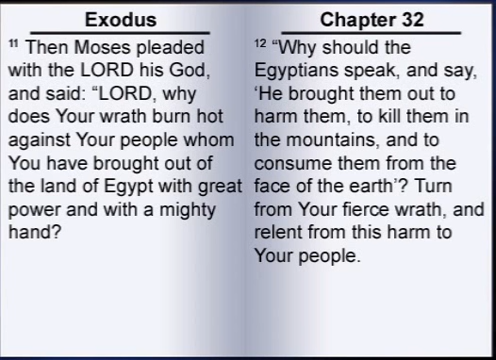 Exodus
11 Then Moses pleaded
with the LORD his God,
and said: “LORD, why
does Your wrath burn hot
against Your people whom
You have brought out of
the land of Egypt with great
power and with a mighty
hand?
Chapter 32
12 “Why should the
Egyptians speak, and say,
‘He brought them out to
harm them, to kill them in
the mountains, and to
consume them from the
face of the earth’? Turn
from Your fierce wrath, and
relent from this harm to
Your people.